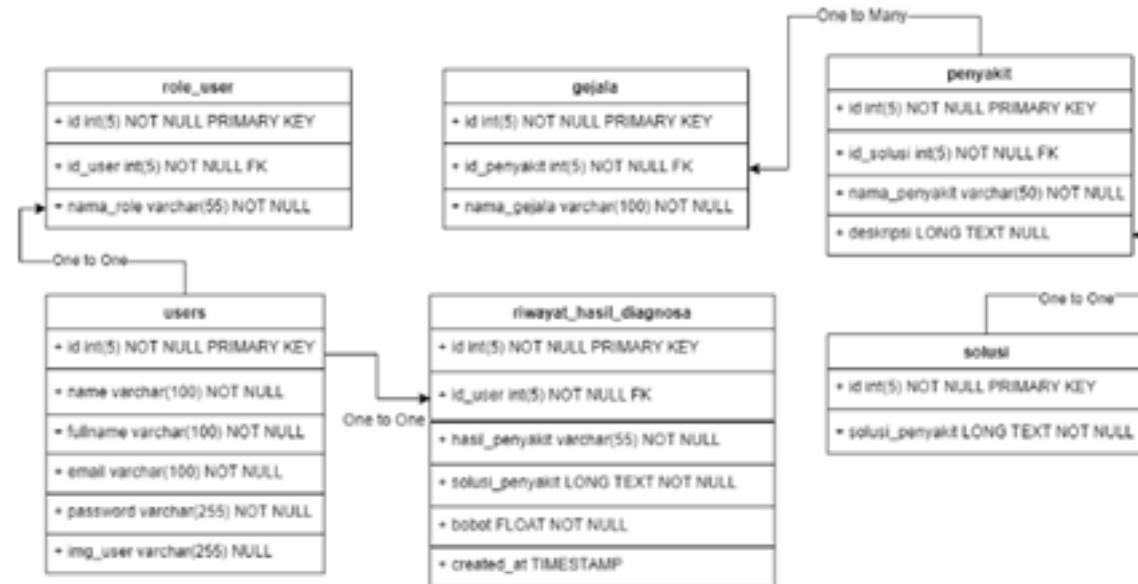 One to Many
role_user
+ id int(5) NOT NULL PRIMARY KEY
+ id_user int(5) NOT NULL FK
+ nama_role varchar(55) NOT NULL
gejala
+ id int(5) NOT NULL PRIMARY KEY
+ id_penyakit int(5) NOT NULL FK
+ nama_gejala varchar(100) NOT NULL
penyakit
+ id int(5) NOT NULL PRIMARY KEY
+ id_solusi int(5) NOT NULL FK
+ nama_penyakit varchar(50) NOT NULL
+ deskripsi LONG TEXT NULL
One to One
users
+ id int(5) NOT NULL PRIMARY KEY
+ name varchar(100) NOT NULL
+ fullname varchar(100) NOT NULL
+ email varchar(100) NOT NULL
+ password varchar(255) NOT NULL
+ img_user varchar(255) NULL
One to One
riwayat_hasil_diagnosa
+ id int(5) NOT NULL PRIMARY KEY
+ id_user int(5) NOT NULL FK
+ hasil_penyakit varchar(55) NOT NULL
+ solusi_penyakit LONG TEXT NOT NULL
+ bobot FLOAT NOT NULL
+ created_at TIMESTAMP
One to One
solusi
+ id int(5) NOT NULL PRIMARY KEY
+ solusi_penyakit LONG TEXT NOT NULL